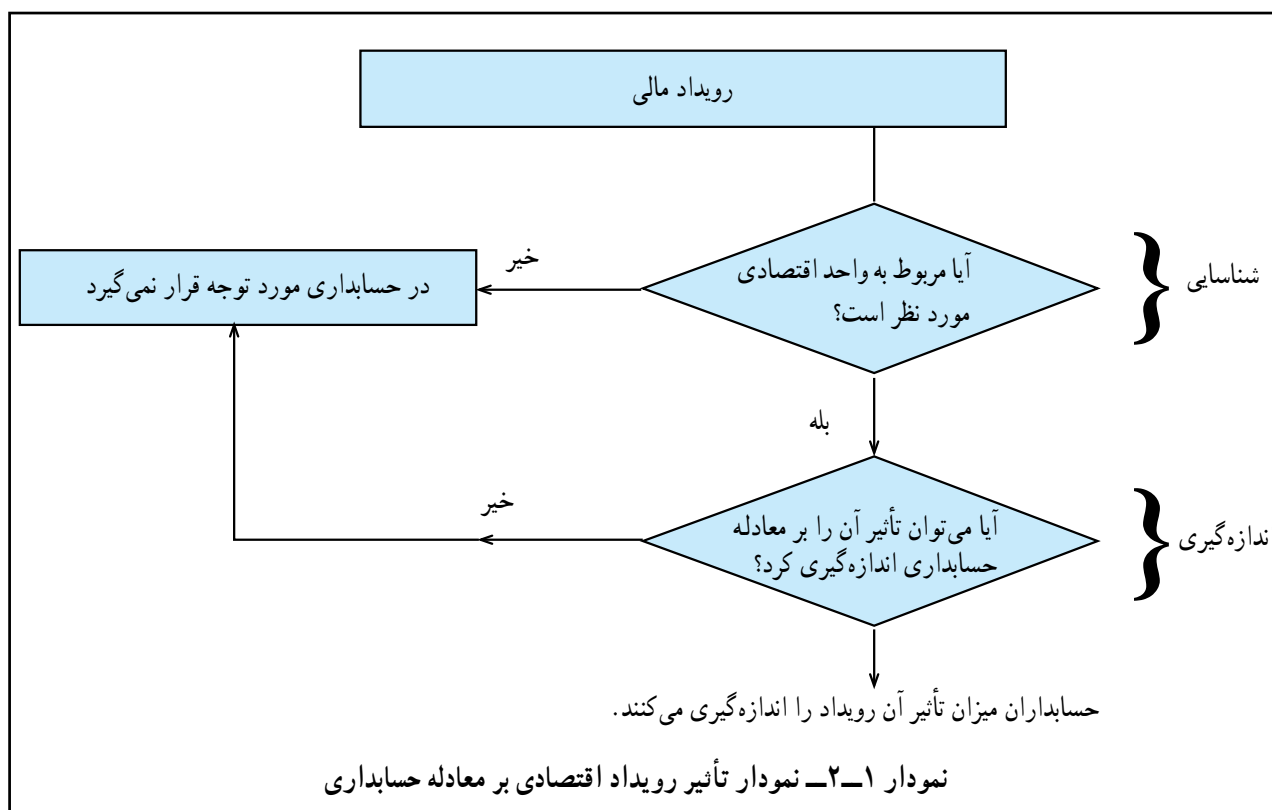 رویداد مالی
آیا مربوط به واحد اقتصادی
مورد نظر است؟
شناسایی
خیر
در حسابداری مورد توجه قرار نمی‌گیرد
بله
آیا می‌توان تأثیر آن را بر معادله
حسابداری اندازه‌گیری کرد؟
ندازه‌گیری
خیر
حسابداران میزان تأثیر آن رویداد را اندازه‌گیری می‌کنند.
نمودار ۱ــ۲ــ نمودار تأثیر رویداد اقتصادی بر معادله حسابداری